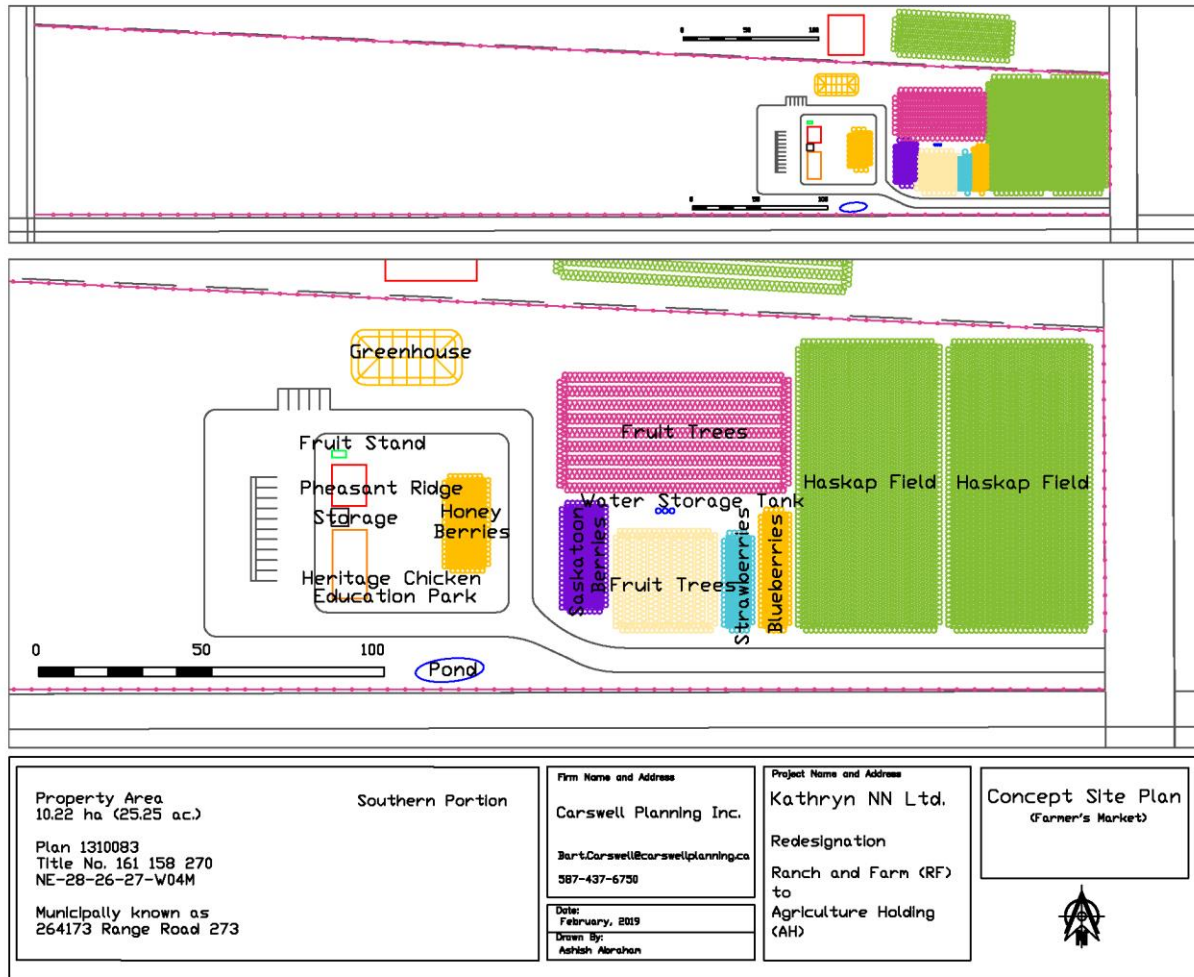 0 50 100
0 50 100
Greenhouse
Fruit Stand
Fruit Trees
Pheasant Ridge
Haskap Field
Haskap Field
Water Storage Tank
Storage
Honey
Berries
Saskatoon
Berries
Fruit Trees
Strawberries
Blueberries
Heritage Chicken
Education Park
0 50 100
Pond
Property Area
10.22 ha (25.25 ac.)
Southern Portion
Plan 1310083
Title No. 161 158 270
NE-28-26-27-W04M
Municipally known as
264173 Range Road 273
Firm Name and Address
Carswell Planning Inc.
Bart.Carswell@carswellplanning.ca
587-437-6750
Date:
February, 2019
Drawn By:
Ashish Abraham
Project Name and Address
Kathryn NN Ltd.
Redesignation
Ranch and Farm (RF)
to
Agriculture Holding
(AH)
Concept Site Plan
(Farmer's Market)
N